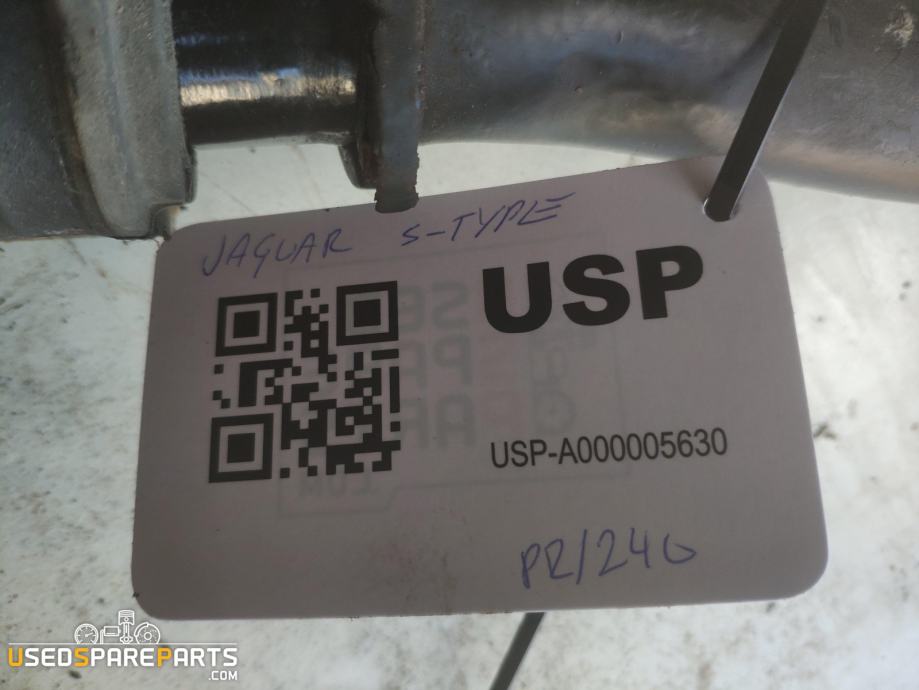 JAGUAR S-TYPE
USP
USP-A000005630
PR/240
USEDSPAREPARTS
.COM